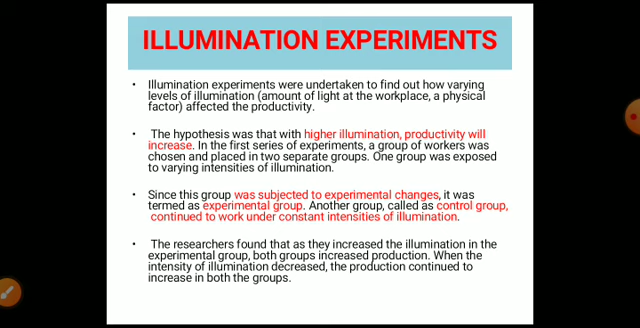 ILLUMINATION EXPERIMENTS
• Illumination experiments were undertaken to find out how varying
levels of illumination (amount of light at the workplace, a physical
factor) affected the productivity.
• The hypothesis was that with higher illumination, productivity will
increase. In the first series of experiments, a group of workers was
chosen and placed in two separate groups. One group was exposed
to varying intensities of illumination.
• Since this group was subjected to experimental changes, it was
termed as experimental group. Another group, called as control group,
continued to work under constant intensities of illumination.
• The researchers found that as they increased the illumination in the
experimental group, both groups increased production. When the
intensity of illumination decreased, the production continued to
increase in both the groups.